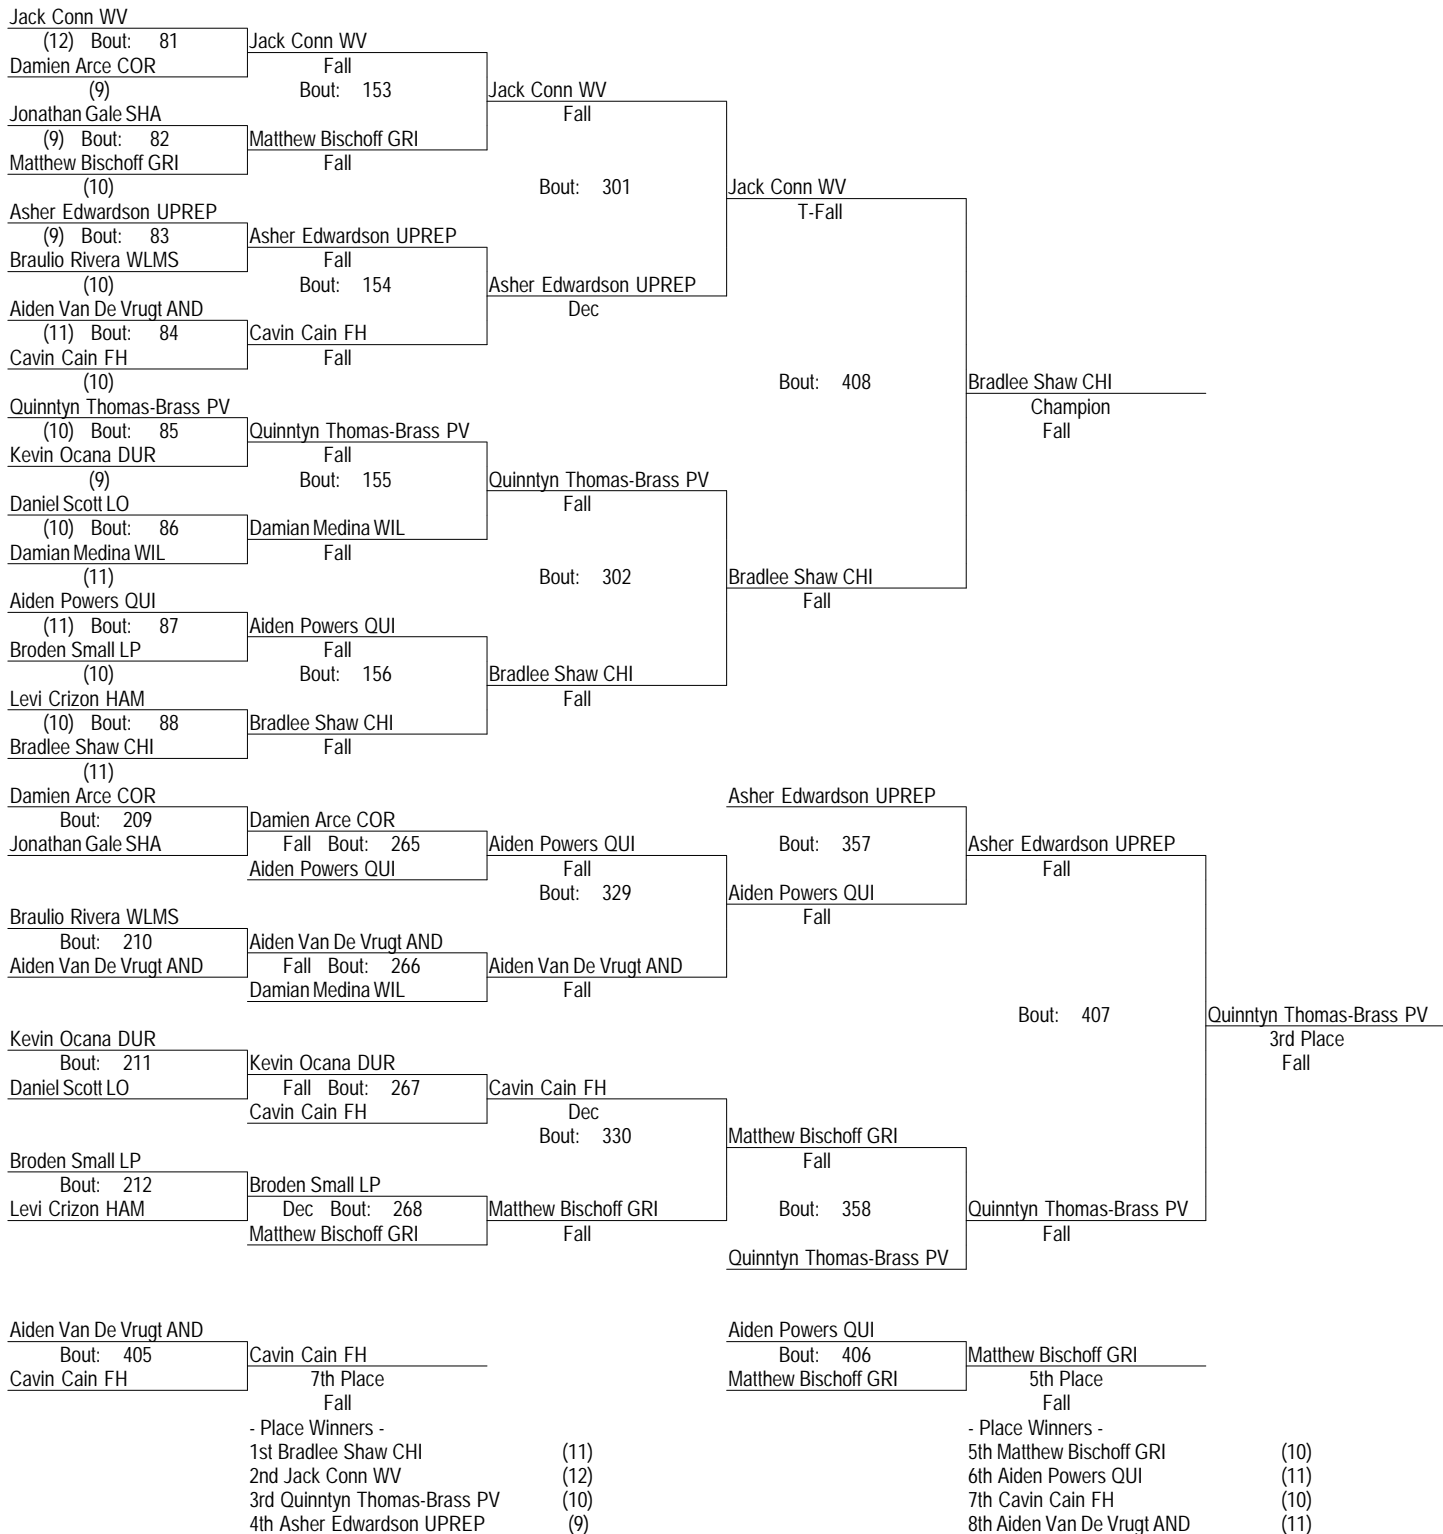 Jack Conn WV
(12) Bout: 81
Jack Conn WV
Damien Arce COR
Fall
(9)
Bout: 153
Jack Conn WV
Jonathan Gale SHA
Fall
(9) Bout: 82
Matthew Bischoff GRI
Matthew Bischoff GRI
Fall
(10)
Bout: 301
Jack Conn WV
Asher Edwardson UPREP
T-Fall
(9) Bout: 83
Asher Edwardson UPREP
Braulio Rivera WLMS
Fall
(10)
Bout: 154
Asher Edwardson UPREP
Aiden Van De Vrugt AND
Dec
(11) Bout: 84
Cavin Cain FH
Cavin Cain FH
Fall
(10)
Bout: 408
Bradlee Shaw CHI
Quinntyn Thomas-Brass PV
Champion
(10) Bout: 85
Quinntyn Thomas-Brass PV
Fall
Kevin Ocana DUR
Fall
(9)
Bout: 155
Quinntyn Thomas-Brass PV
Daniel Scott LO
Fall
(10) Bout: 86
Damian Medina WIL
Damian Medina WIL
Fall
(11)
Bout: 302
Bradlee Shaw CHI
Aiden Powers QUI
Fall
(11) Bout: 87
Aiden Powers QUI
Broden Small LP
Fall
(10)
Bout: 156
Bradlee Shaw CHI
Levi Crizon HAM
Fall
(10) Bout: 88
Bradlee Shaw CHI
Bradlee Shaw CHI
Fall
(11)
Damien Arce COR
Asher Edwardson UPREP
Bout: 209
Damien Arce COR
Jonathan Gale SHA
Fall Bout: 265
Aiden Powers QUI
Bout: 357
Asher Edwardson UPREP
Aiden Powers QUI
Fall
Fall
Bout: 329
Aiden Powers QUI
Braulio Rivera WLMS
Fall
Bout: 210
Aiden Van De Vrugt AND
Aiden Van De Vrugt AND
Fall Bout: 266
Aiden Van De Vrugt AND
Damian Medina WIL
Fall
Bout: 407
Quinntyn Thomas-Brass PV
Kevin Ocana DUR
3rd Place
Bout: 211
Kevin Ocana DUR
Fall
Daniel Scott LO
Fall Bout: 267
Cavin Cain FH
Cavin Cain FH
Dec
Bout: 330
Matthew Bischoff GRI
Broden Small LP
Fall
Bout: 212
Broden Small LP
Levi Crizon HAM
Dec Bout: 268
Matthew Bischoff GRI
Bout: 358
Quinntyn Thomas-Brass PV
Matthew Bischoff GRI
Fall
Fall
Quinntyn Thomas-Brass PV
Aiden Van De Vrugt AND
Aiden Powers QUI
Bout: 405
Cavin Cain FH
Bout: 406
Matthew Bischoff GRI
Cavin Cain FH
7th Place
Matthew Bischoff GRI
5th Place
Fall
Fall
- Place Winners -
1st Bradlee Shaw CHI (11)
2nd Jack Conn WV (12)
3rd Quinntyn Thomas-Brass PV (10)
4th Asher Edwardson UPREP (9)
- Place Winners -
5th Matthew Bischoff GRI (10)
6th Aiden Powers QUI (11)
7th Cavin Cain FH (10)
8th Aiden Van De Vrugt AND (11)